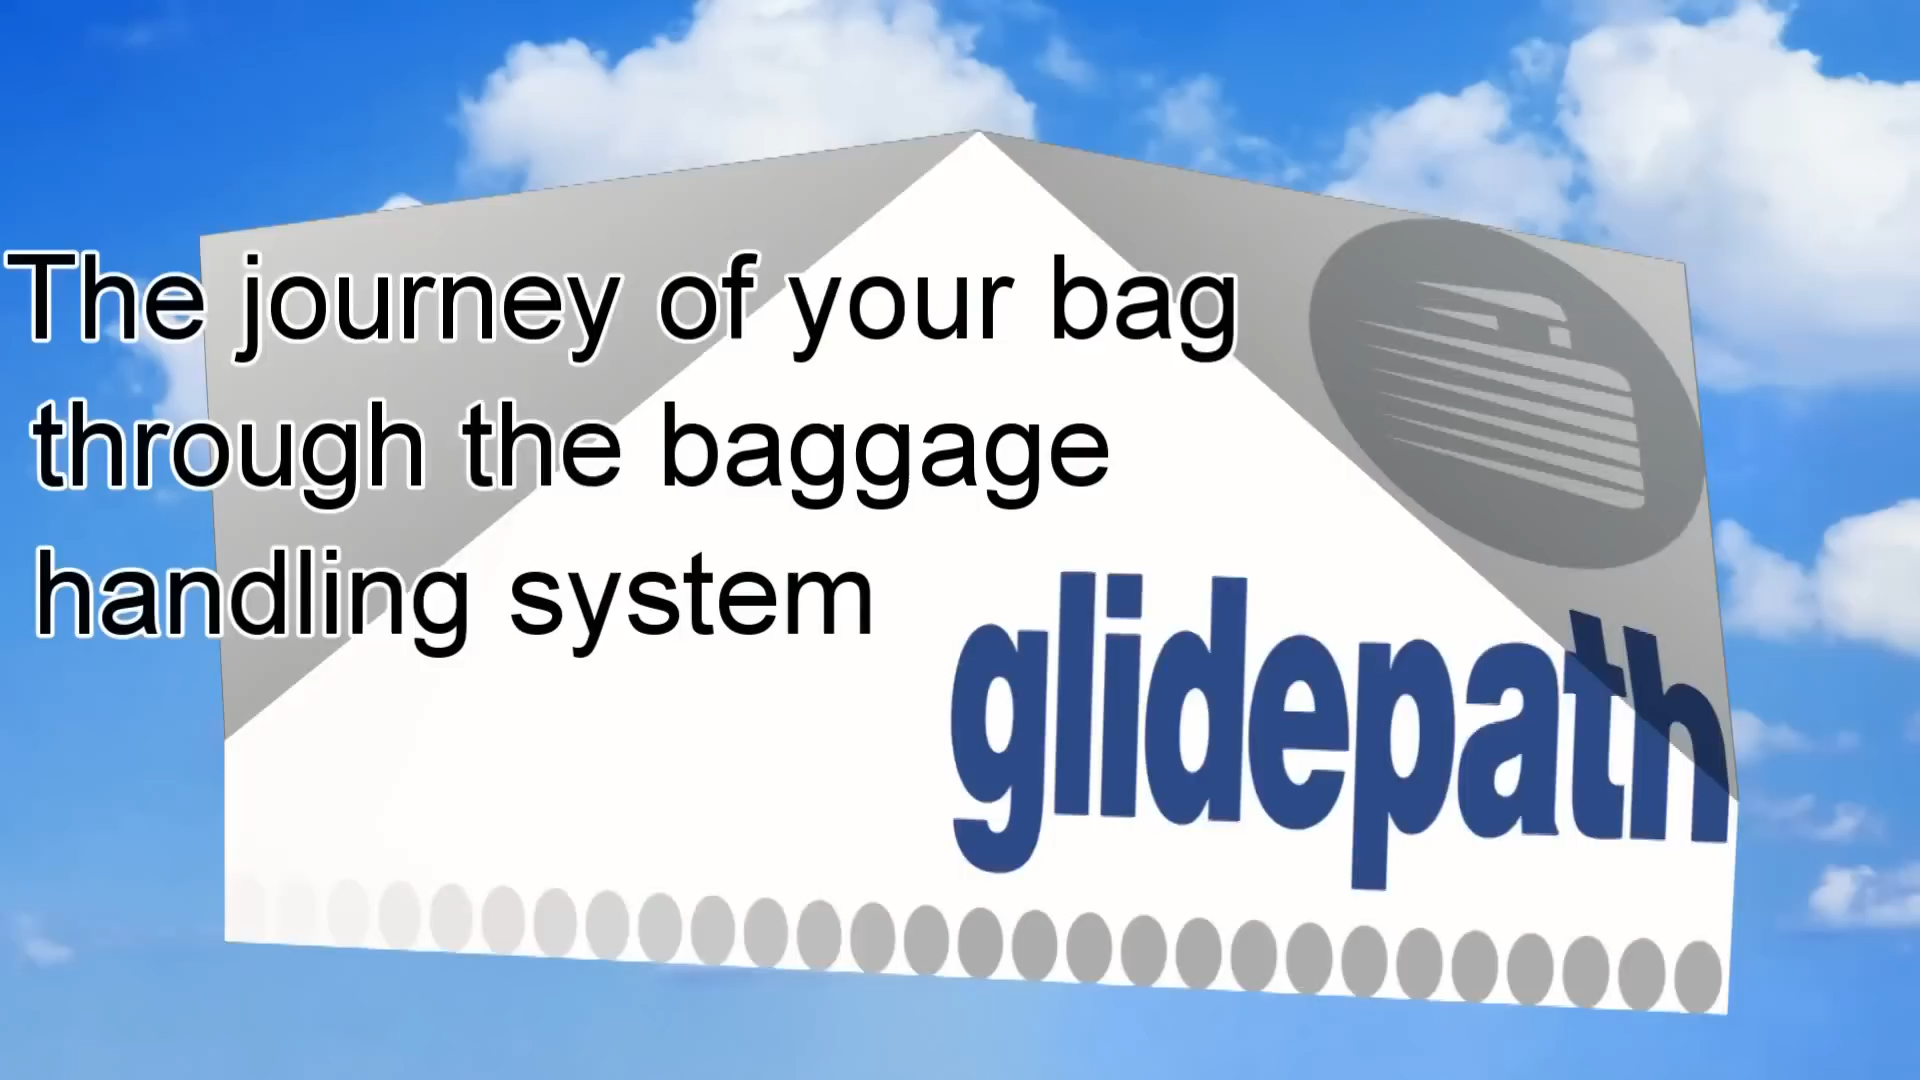 The journey of your bag
through the baggage
handling system
glidepath